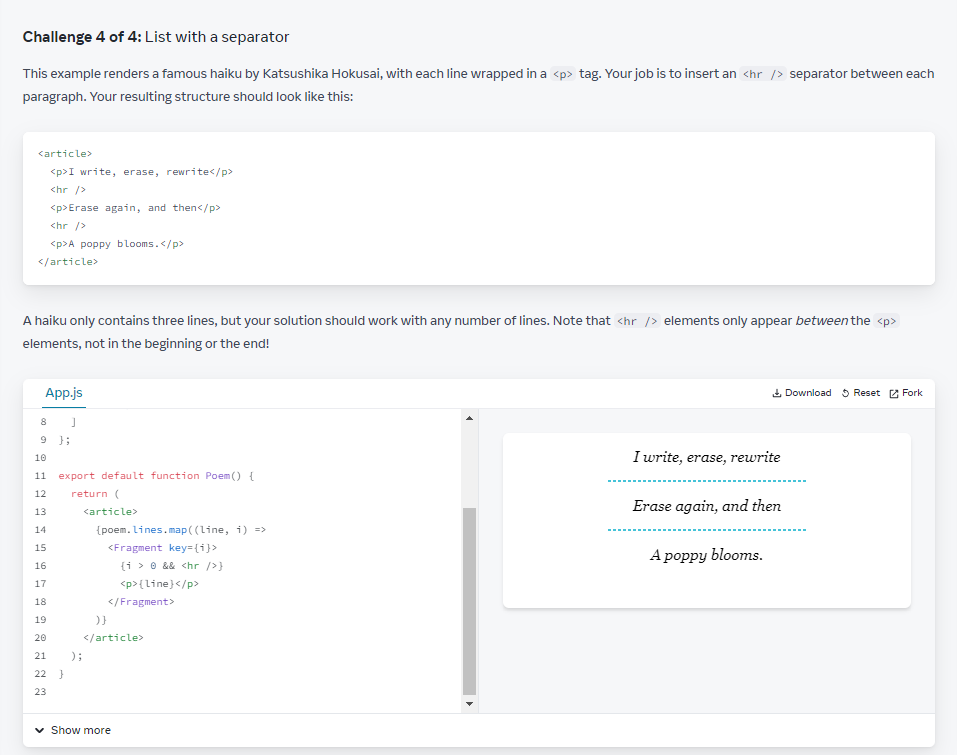 Challenge 4 of 4: List with a separator
This example renders a famous haiku by Katsushika Hokusai, with each line wrapped in a <p> tag. Your job is to insert an <hr /> separator between each
paragraph. Your resulting structure should look like this:
<article>
  <p>I write, erase, rewrite</p>
  <hr />
  <p>Erase again, and then</p>
  <hr />
  <p>A poppy blooms.</p>
</article>
A haiku only contains three lines, but your solution should work with any number of lines. Note that <hr /> elements only appear between the <p>
elements, not in the beginning or the end!
App.js
Download Reset Fork
8   ]
9 };
10
11 export default function Poem() {
12   return (
13     <article>
14       {poem.lines.map((line, i) =>
15         <Fragment key={i}>
16           {i > 0 && <hr />}
17           <p>{line}</p>
18         </Fragment>
19       )}
20     </article>
21   );
22 }
23
I write, erase, rewrite
Erase again, and then
A poppy blooms.
Show more